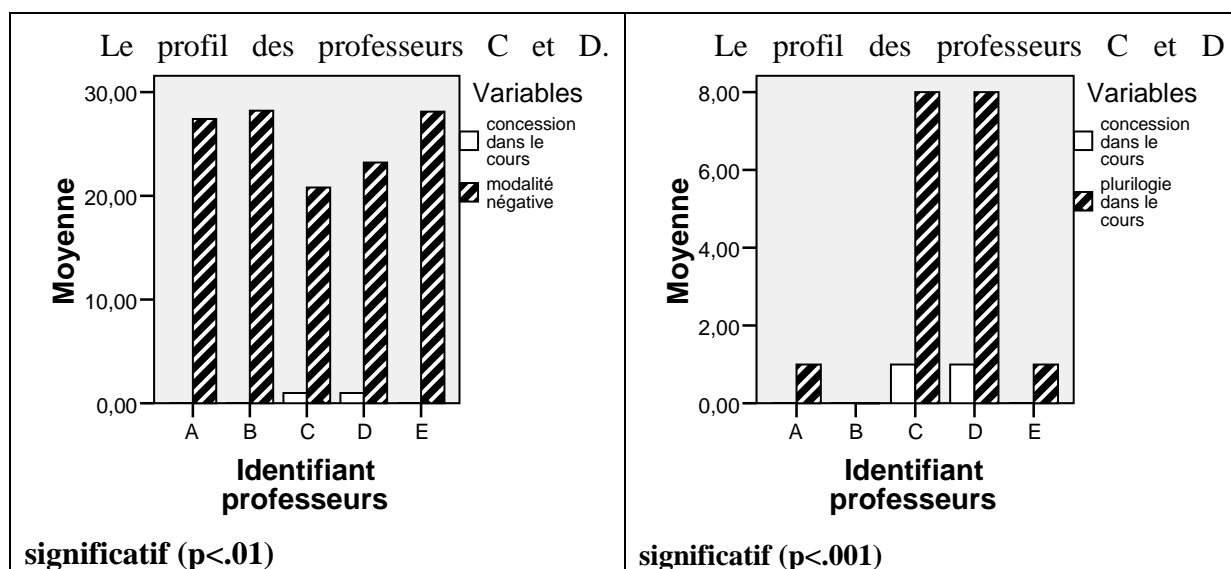 Le profil des professeurs C et D.
30,00
20,00
10,00
0,00
Moyenne
A B C D E
Identifiant
professeurs
Variables
concession
dans le
cours
modalité
négative
significatif (p<.01)
Le profil des professeurs C et D
8,00
6,00
4,00
2,00
0,00
Moyenne
A B C D E
Identifiant
professeurs
Variables
concession
dans le
cours
plurilogie
dans le
cours
significatif (p<.001)